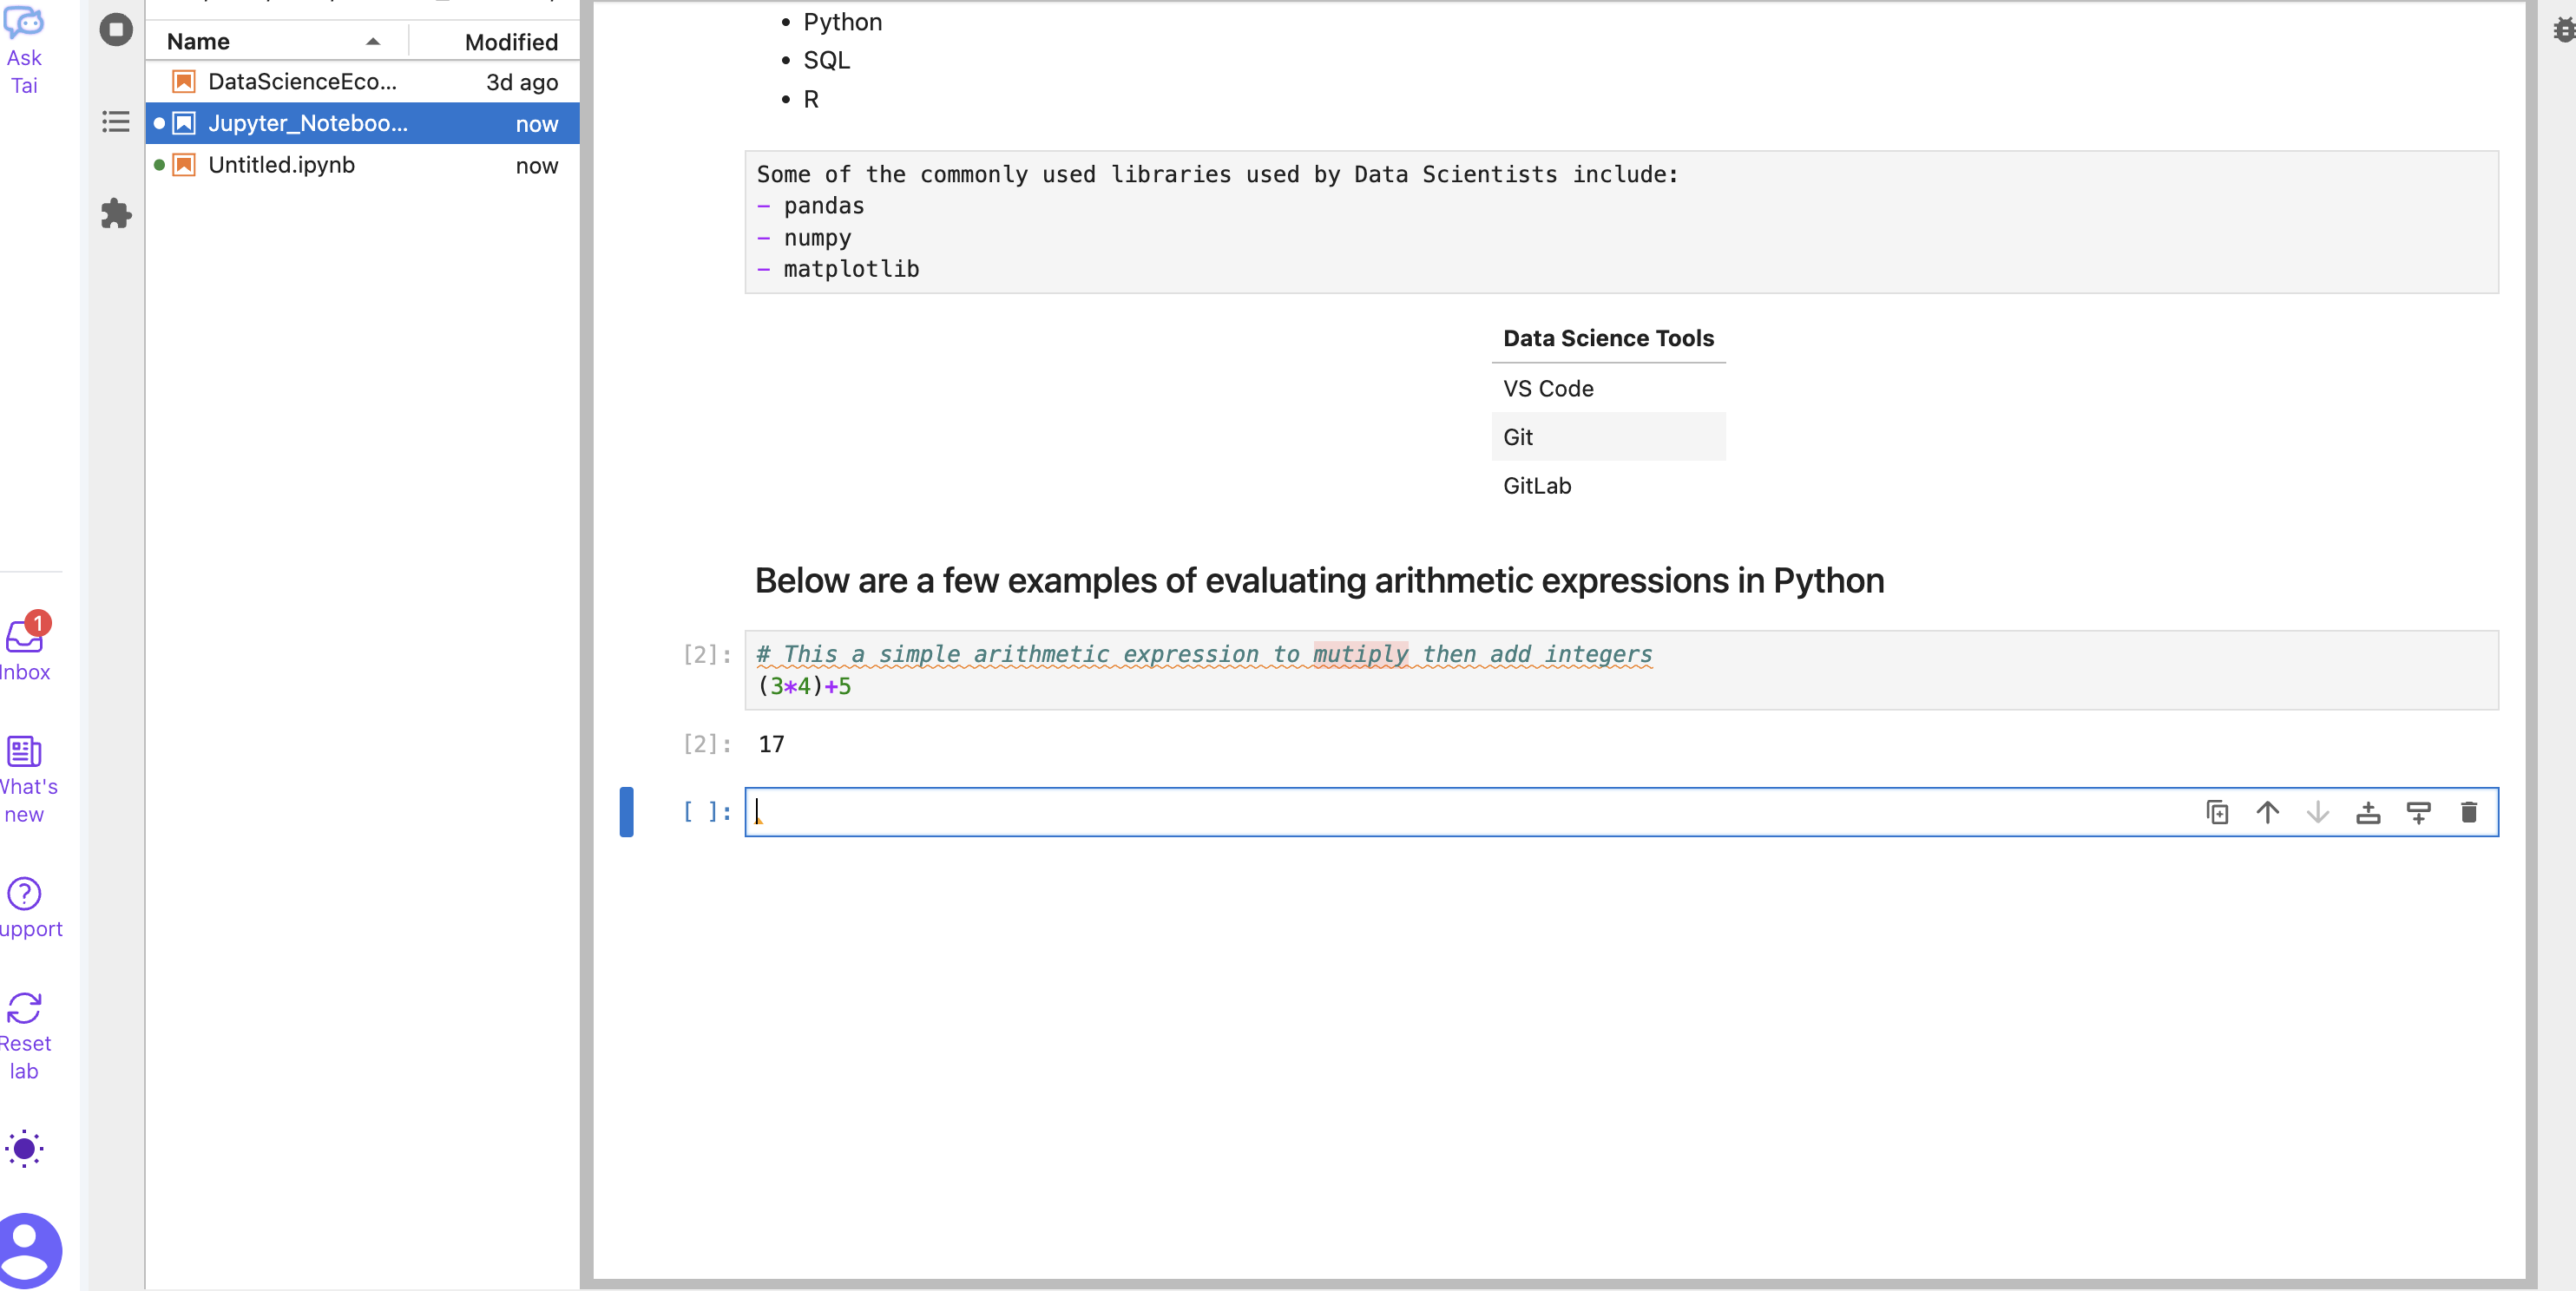 Ask
Tai
Inbox
1
What's
new
upport
Reset
lab
Name
Modified
DataScienceEco...
3d ago
Jupyter_Noteboo...
now
Untitled.ipynb
now
• Python
• SQL
• R
Some of the commonly used libraries used by Data Scientists include:
- pandas
- numpy
- matplotlib
Data Science Tools
VS Code
Git
GitLab
Below are a few examples of evaluating arithmetic expressions in Python
[2]: # This a simple arithmetic expression to mutiply then add integers
(3*4)+5
[2]: 17
[ ]: